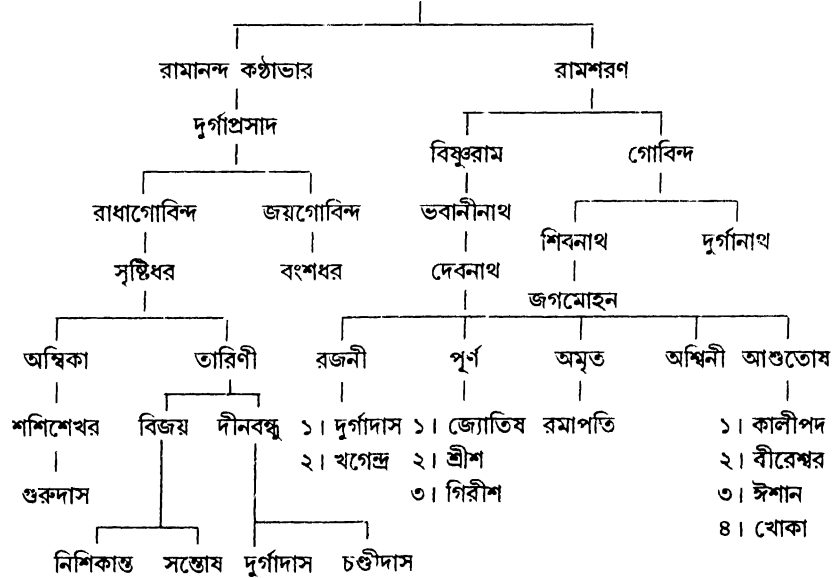 রামানন্দ কণ্ঠাভার রামশরণ
দুর্গাপ্রসাদ
বিষ্ণুরাম গোবিন্দ
রাধাগোবিন্দ জয়গোবিন্দ ভবানীনাথ
শিবনাথ দুর্গানাথ
সৃষ্টিধর বংশধর দেবনাথ
জগমোহন
অম্বিকা তারিণী রজনী পূর্ণ অমৃত অশ্বিনী আশুতোষ
শশিশেখর বিজয় দীনবন্ধু ১। দুর্গাদাস ১। জ্যোতিষ রমাপতি ১। কালীপদ
২। খগেন্দ্র ২। শ্রীশ ২। বীরেশ্বর
গুরুদাস ৩। গিরীশ ৩। ঈশান
৪। খোকা
নিশিকান্ত সন্তোষ দুর্গাদাস চণ্ডীদাস